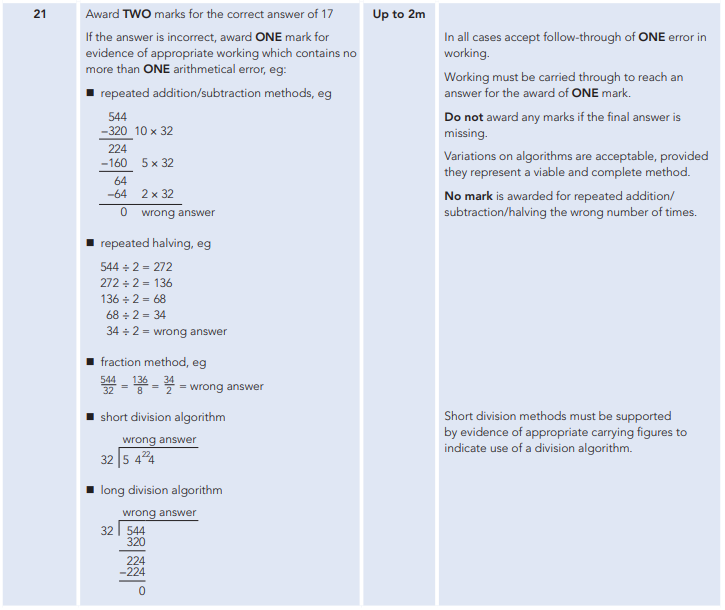 21
Award TWO marks for the correct answer of 17
If the answer is incorrect, award ONE mark for
evidence of appropriate working which contains no
more than ONE arithmetical error, eg:
■ repeated addition/subtraction methods, eg
544
–320 10 × 32
224
–160 5 × 32
64
–64 2 × 32
0 wrong answer
■ repeated halving, eg
544 ÷ 2 = 272
272 ÷ 2 = 136
136 ÷ 2 = 68
68 ÷ 2 = 34
34 ÷ 2 = wrong answer
■ fraction method, eg
544/32 = 136/8 = 34/2 = wrong answer
■ short division algorithm
wrong answer
32 5 4 22 4
■ long division algorithm
wrong answer
32 544
320
224
–224
0
Up to 2m
In all cases accept follow-through of ONE error in
working.
Working must be carried through to reach an
answer for the award of ONE mark.
Do not award any marks if the final answer is
missing.
Variations on algorithms are acceptable, provided
they represent a viable and complete method.
No mark is awarded for repeated addition/
subtraction/halving the wrong number of times.
Short division methods must be supported
by evidence of appropriate carrying figures to
indicate use of a division algorithm.